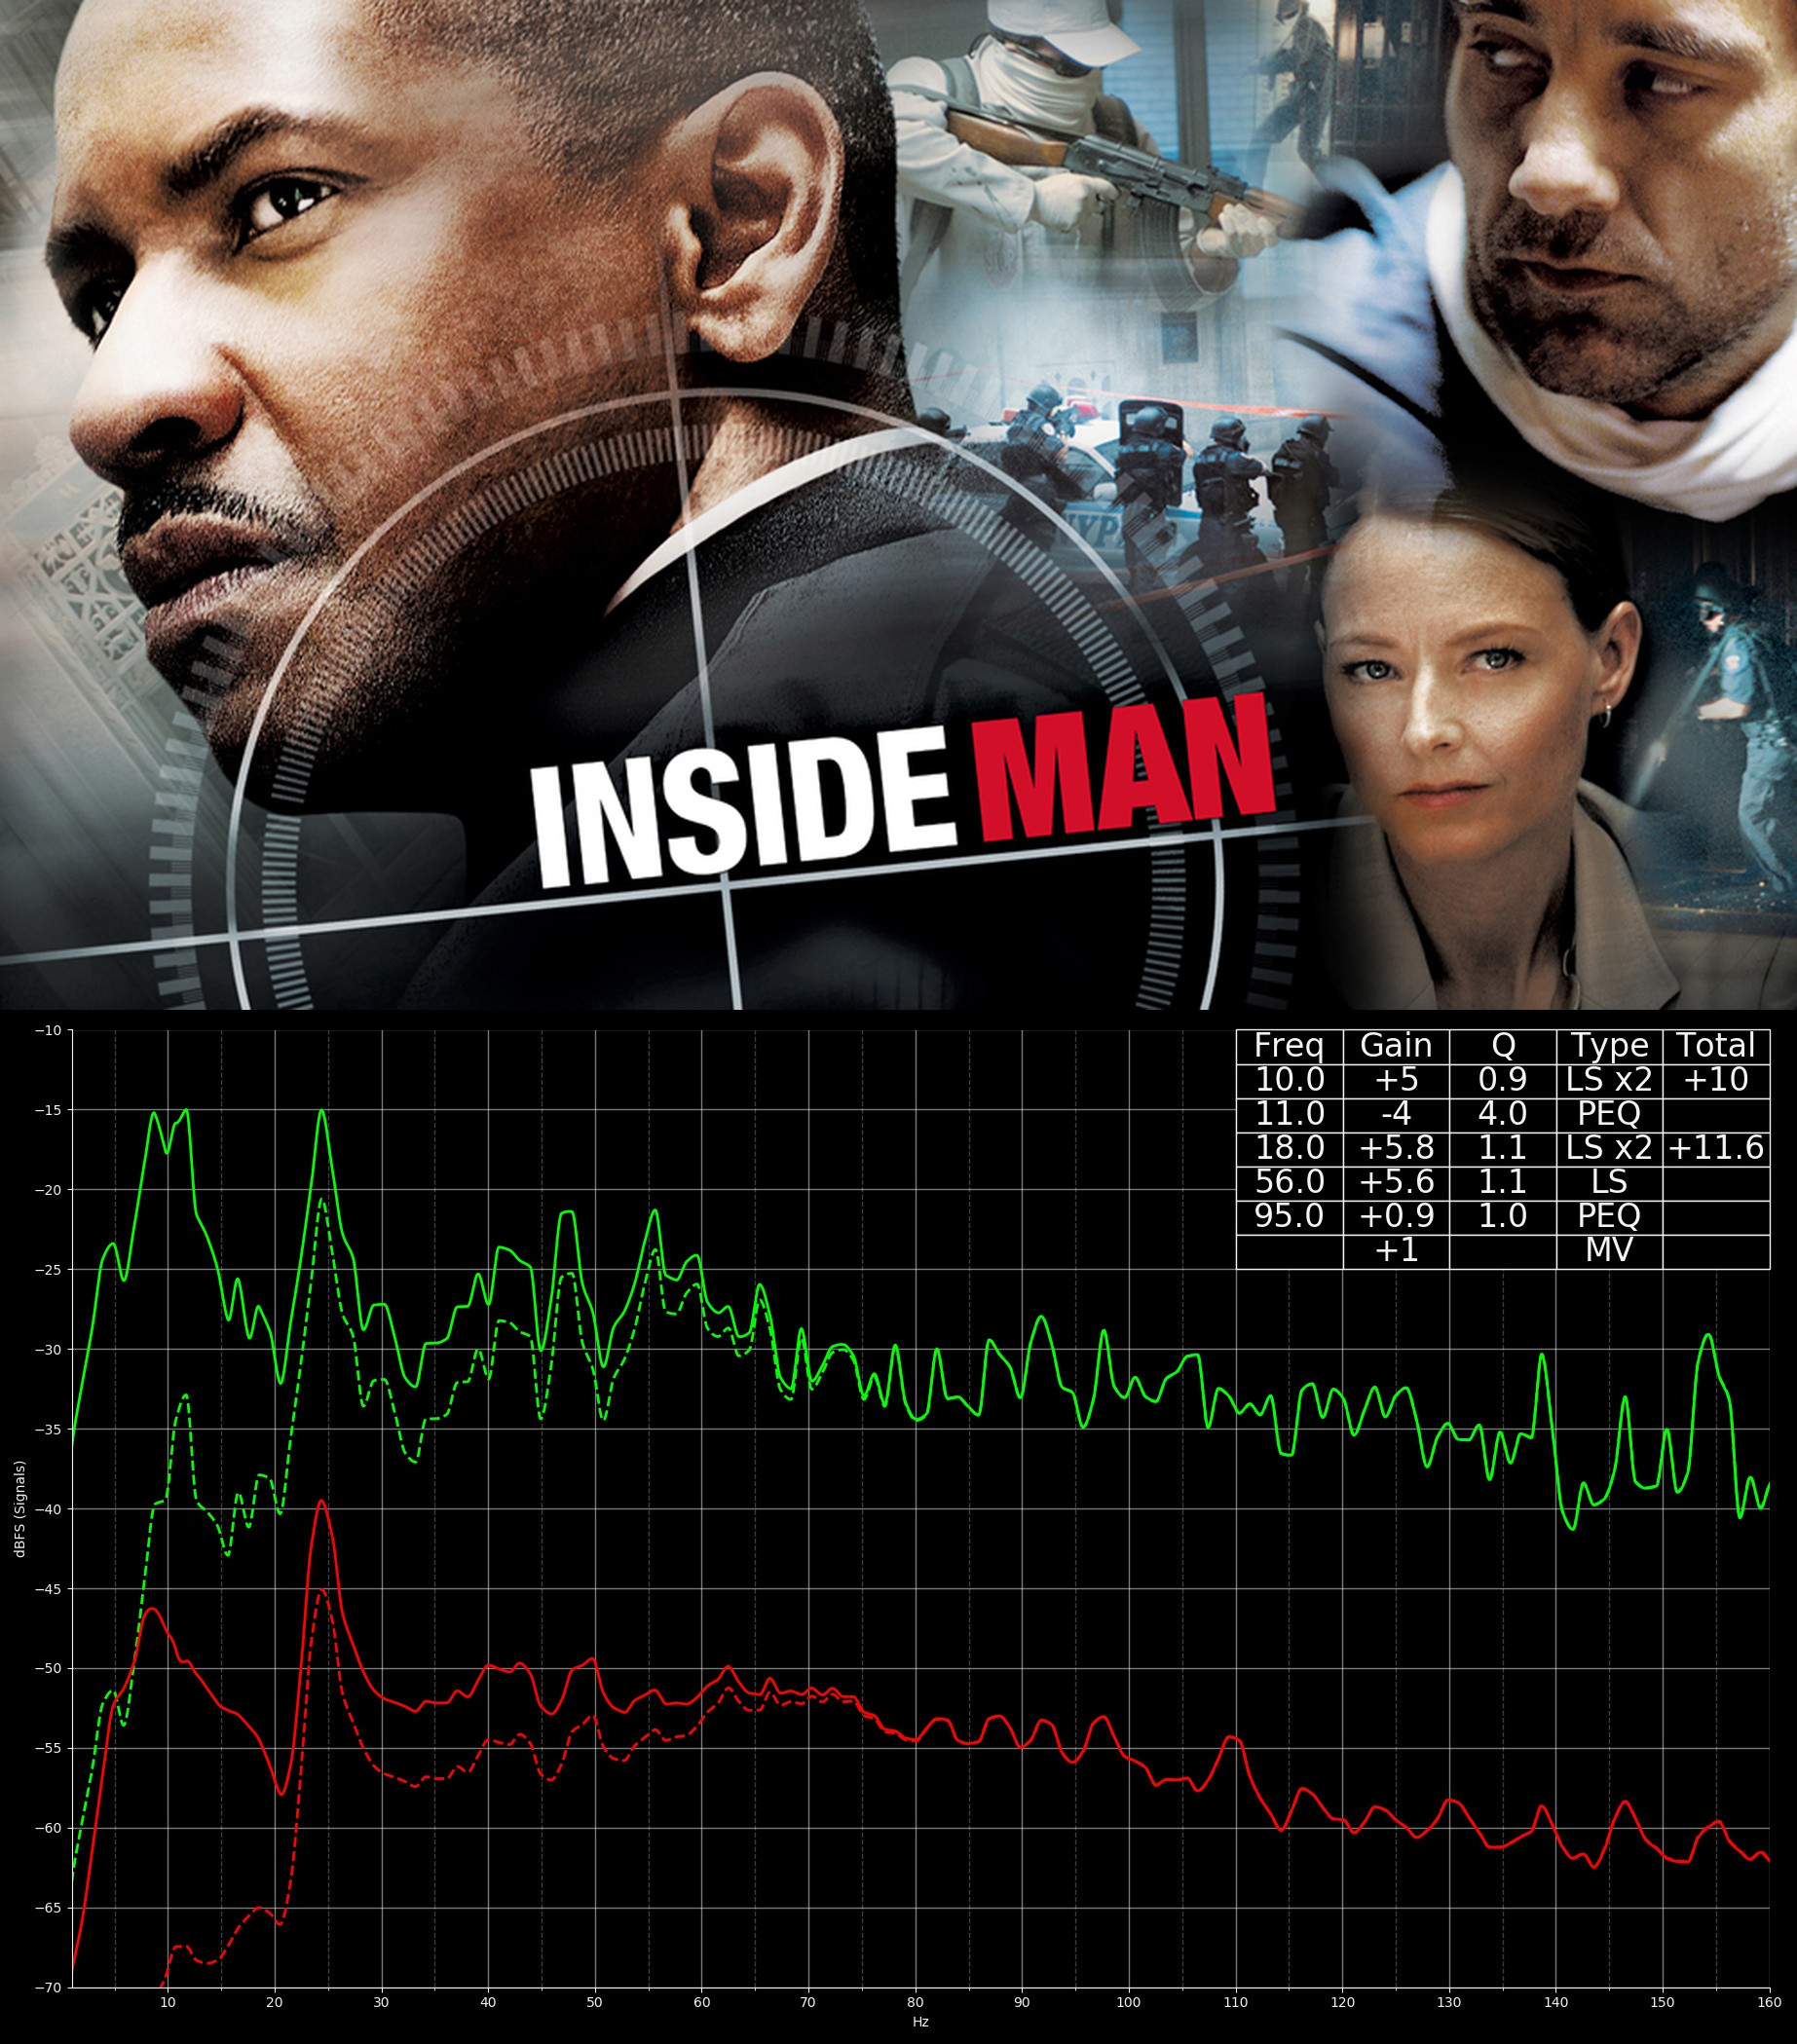 NYP
INSIDE MAN
Freq Gain Q Type Total
10.0 +5 0.9 LS x2 +10
11.0 -4 4.0 PEQ
18.0 +5.8 1.1 LS x2 +11.6
56.0 +5.6 1.1 LS
95.0 +0.9 1.0 PEQ
+1 MV
−10
−15
−20
−25
−30
−35
−40
−45
−50
−55
−60
−65
−70
dBFS (Signals)
10 20 30 40 50 60 70 80 90 100 110 120 130 140 150 160
Hz